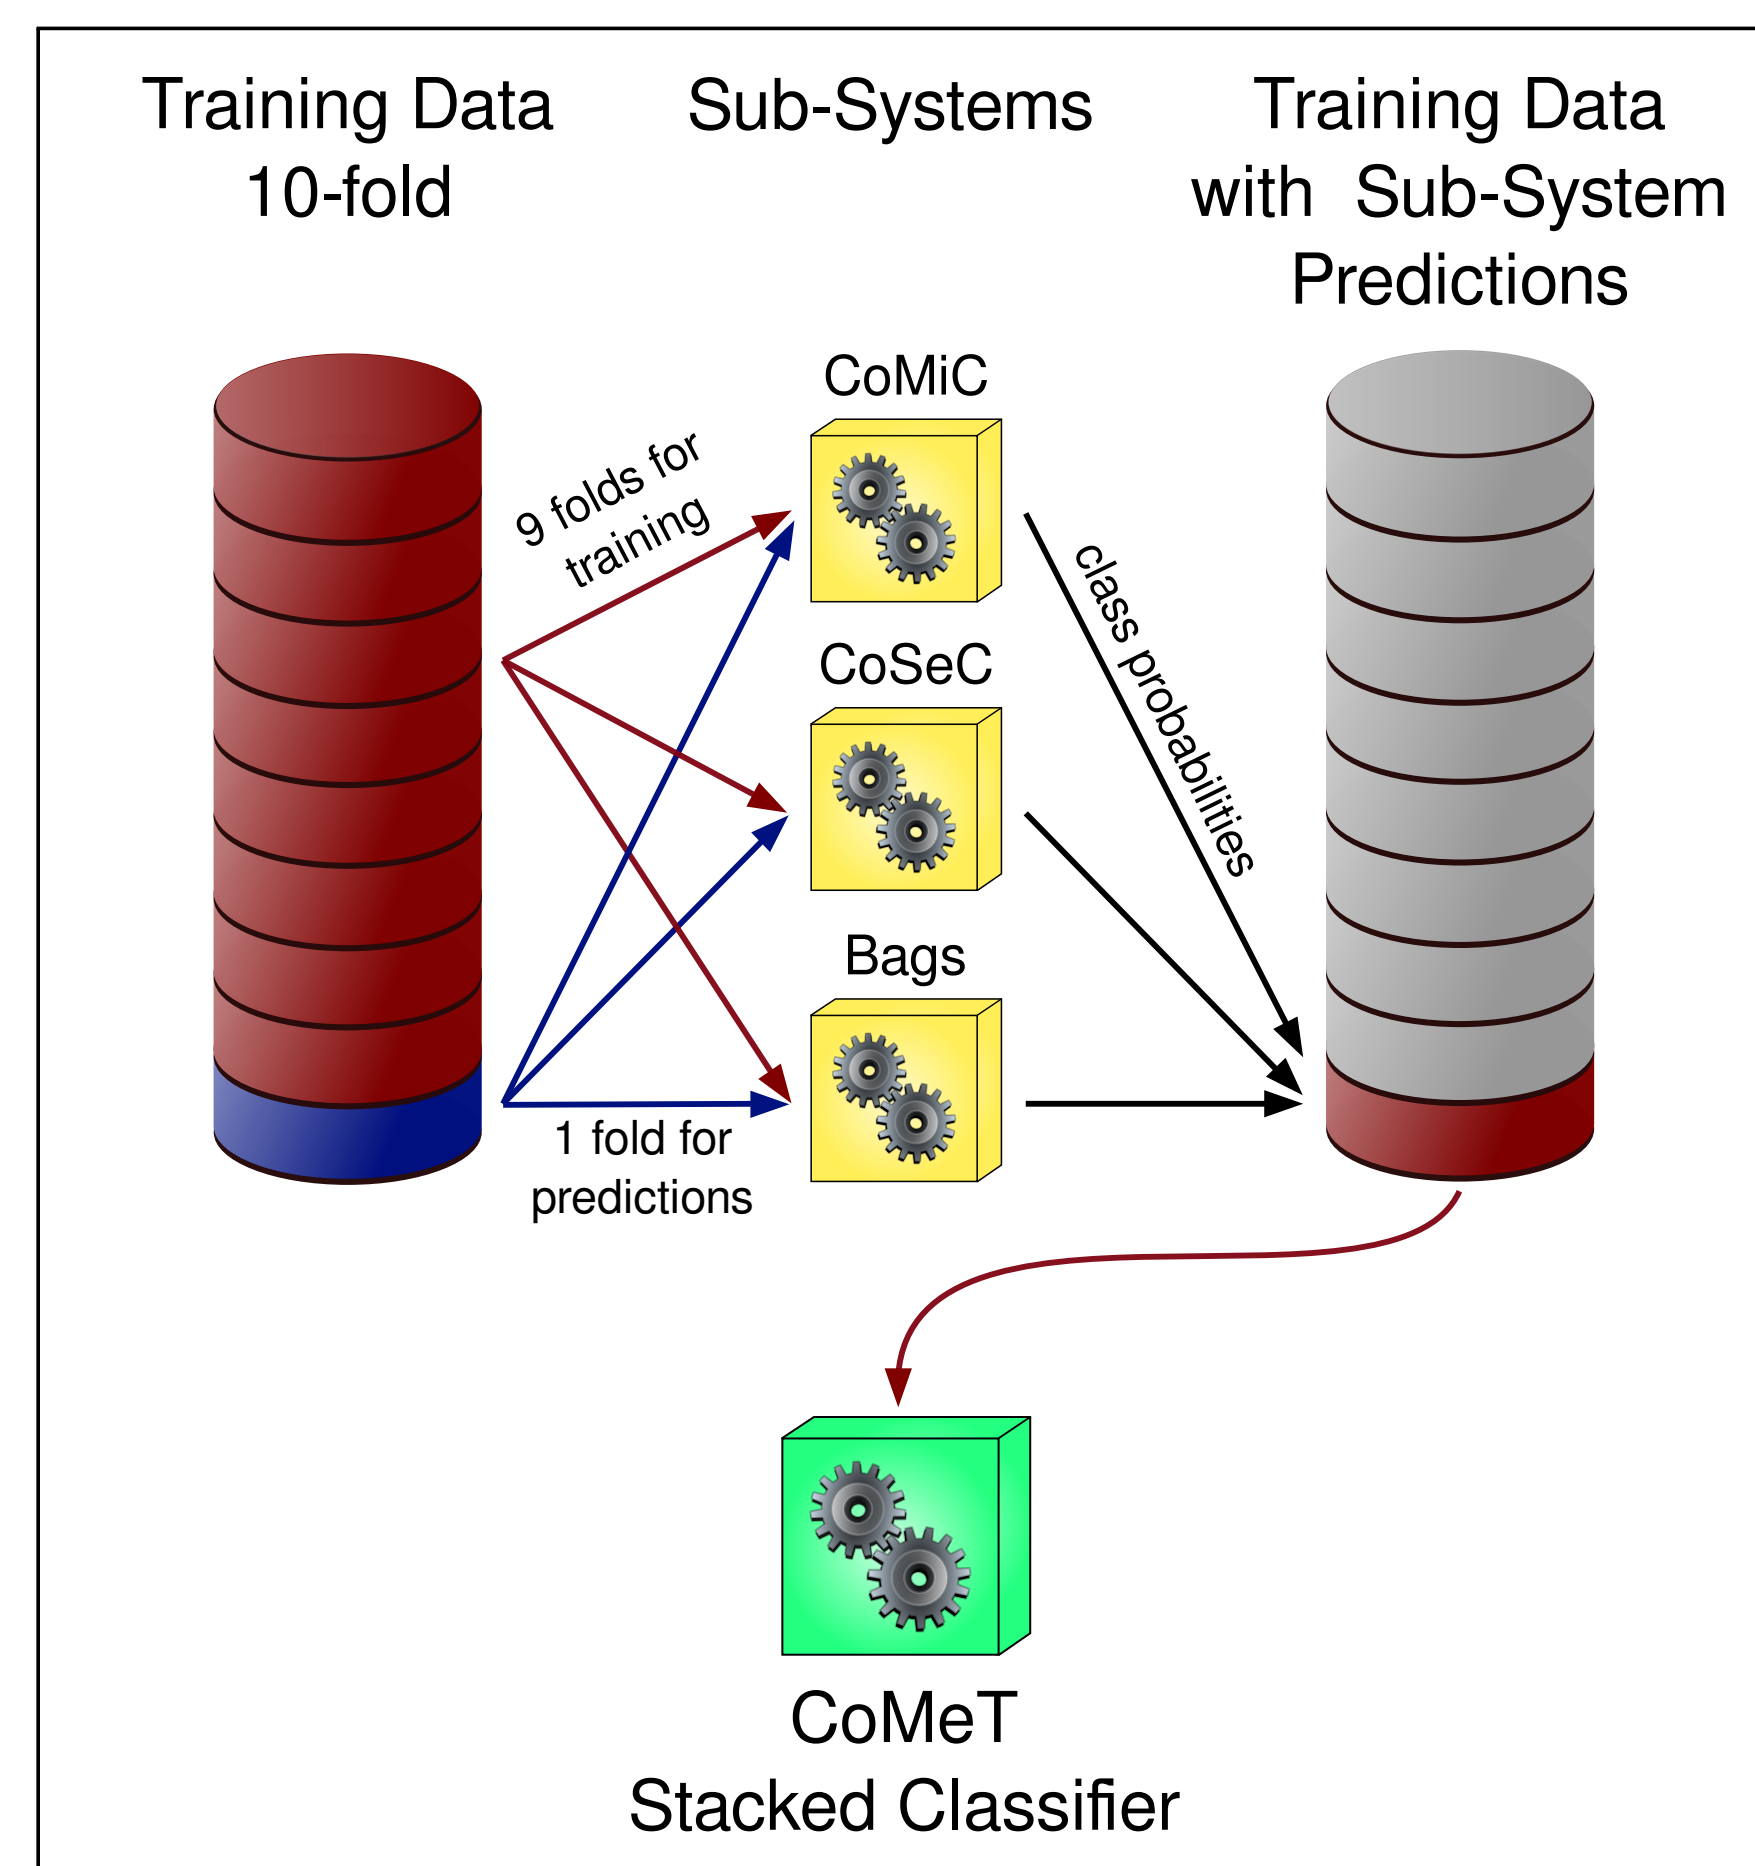 Training Data
10-fold
Sub-Systems
Training Data
with Sub-System
Predictions
CoMiC
9 folds for
training
class probabilities
CoSeC
Bags
1 fold for
predictions
CoMeT
Stacked Classifier